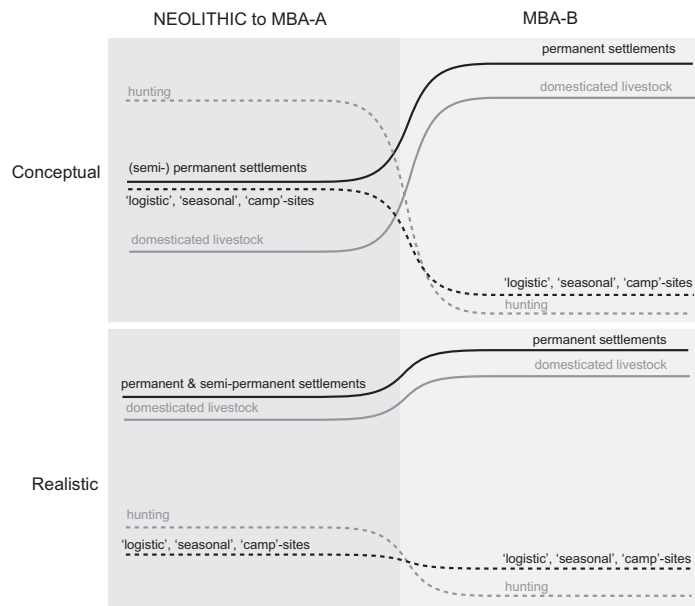 NEOLITHIC to MBA-A
MBA-B
permanent settlements
hunting
domesticated livestock
Conceptual
(semi-) permanent settlements
‘logistic’, ‘seasonal’, ‘camp’-sites
domesticated livestock
‘logistic’, ‘seasonal’, ‘camp’-sites
hunting
permanent settlements
domesticated livestock
permanent & semi-permanent settlements
domesticated livestock
Realistic
hunting
‘logistic’, ‘seasonal’, ‘camp’-sites
‘logistic’, ‘seasonal’, ‘camp’-sites
hunting